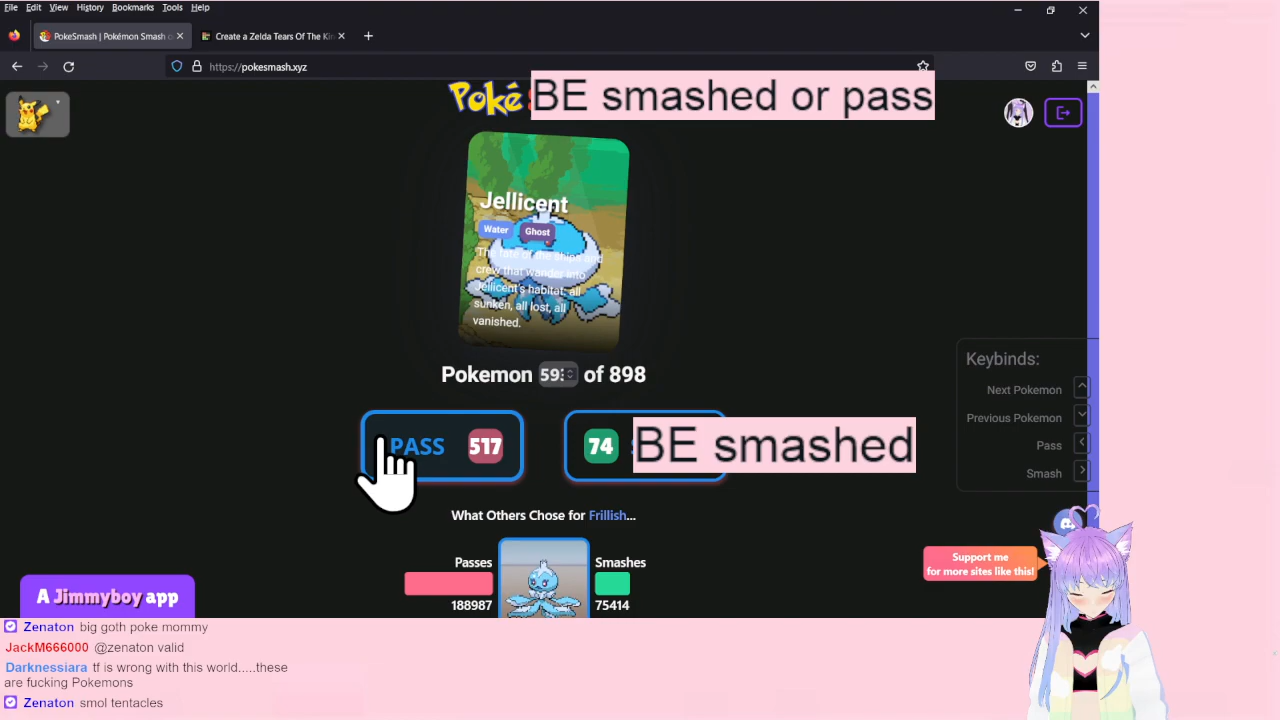 File Edit View History Bookmarks Tools Help
PokeSmash | Pokémon Smash o
Create a Zelda Tears Of The Kin
https://pokesmash.xyz
Poké
BE smashed or pass
Jellicent
Water Ghost
"The fate of the ships and
crew that wander into
Jellicent's habitat: all
sunken, all lost, all
vanished.
Pokemon 593 of 898
PASS 517
74 BE smashed
Keybinds:
Next Pokemon
Previous Pokemon
Pass
Smash
What Others Chose for Frillish...
Passes
188987
Smashes
75414
Support me
for more sites like this!
A Jimmyboy app
Zenaton big goth poke mommy
JackM666000 @zenaton valid
Darknessiara tf is wrong with this world.....these
are fucking Pokemons
Zenaton smol tentacles